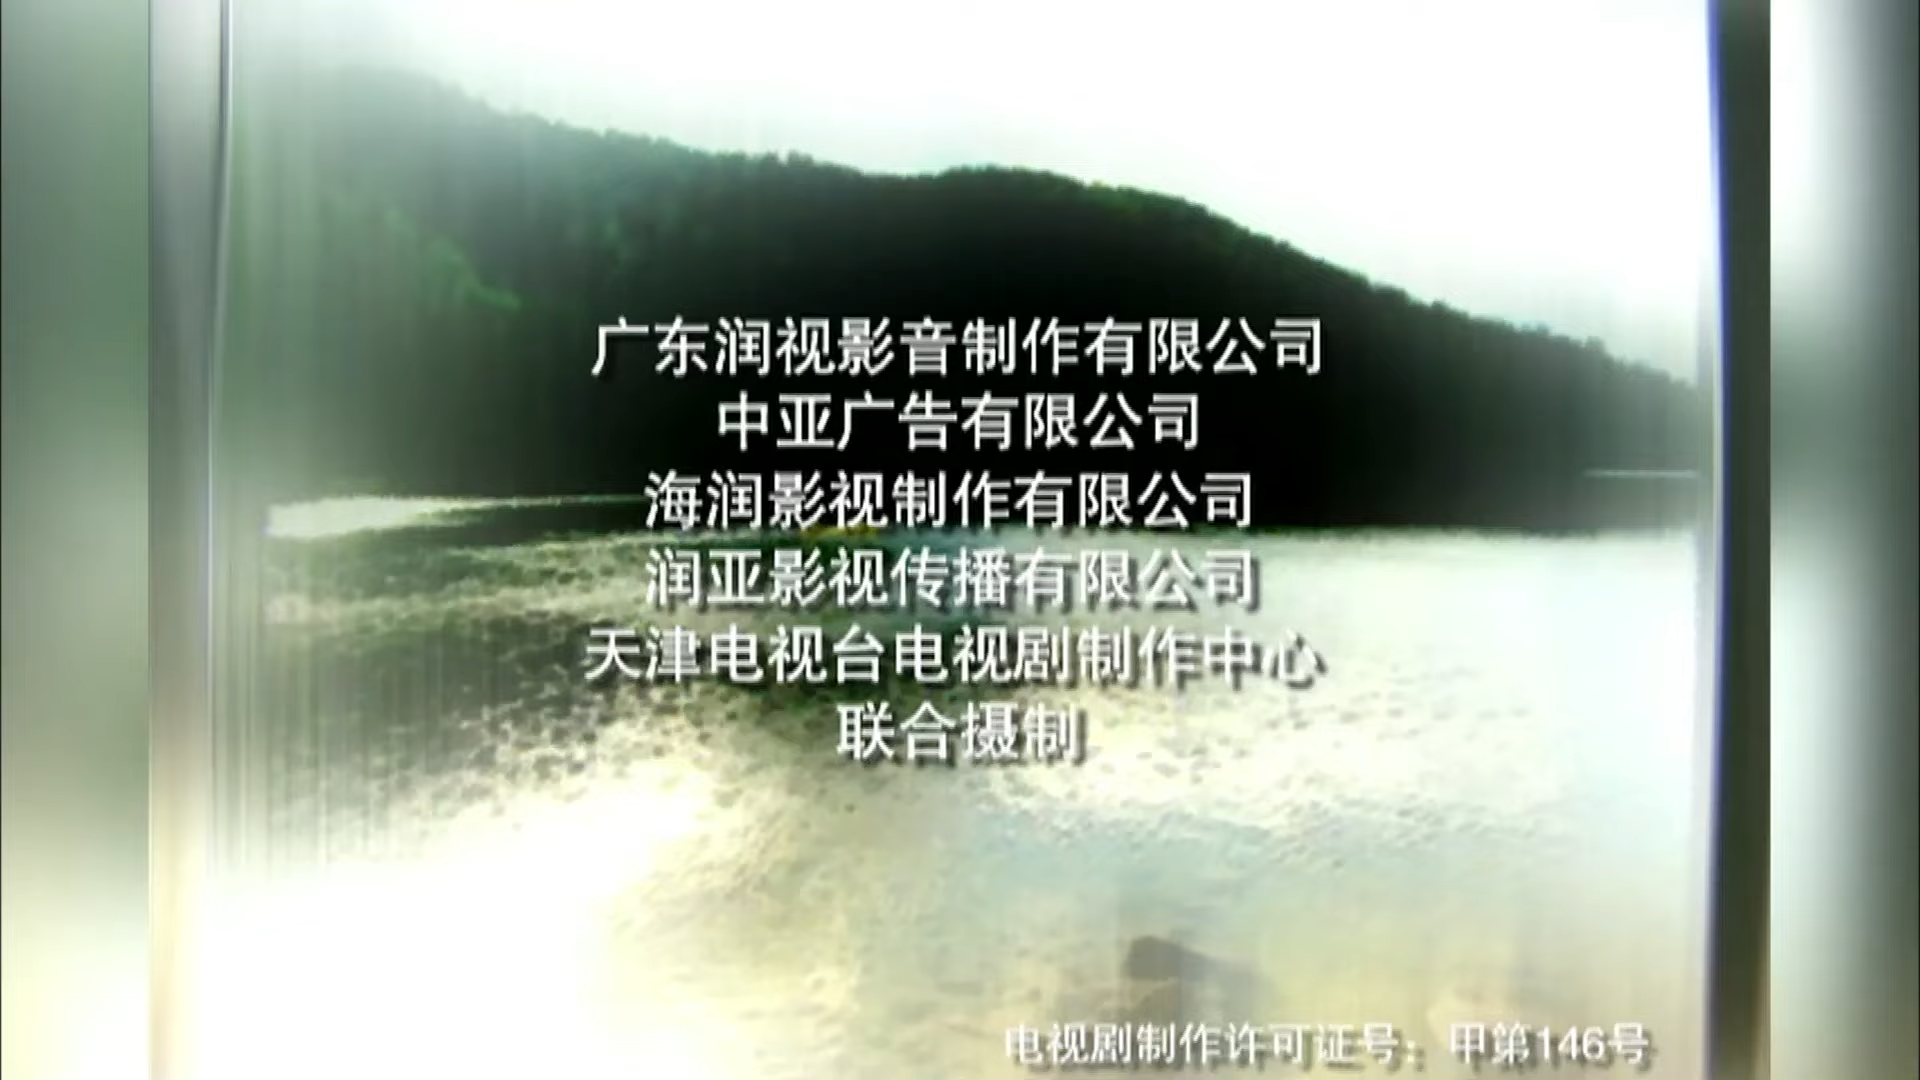 广东润视影音制作有限公司
中亚广告有限公司
海润影视制作有限公司
润亚影视传播有限公司
天津电视台电视剧制作中心
联合摄制
电视剧制作许可证号：甲第146号